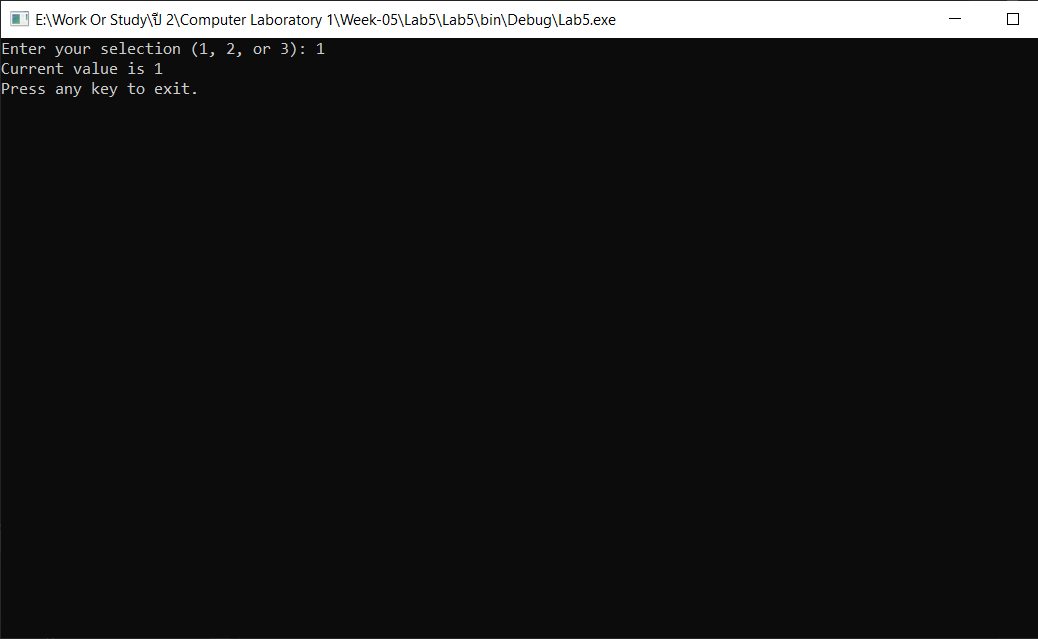 E:\Work Or Study\ปี 2\Computer Laboratory 1\Week-05\Lab5\Lab5\bin\Debug\Lab5.exe
Enter your selection (1, 2, or 3): 1
Current value is 1
Press any key to exit.